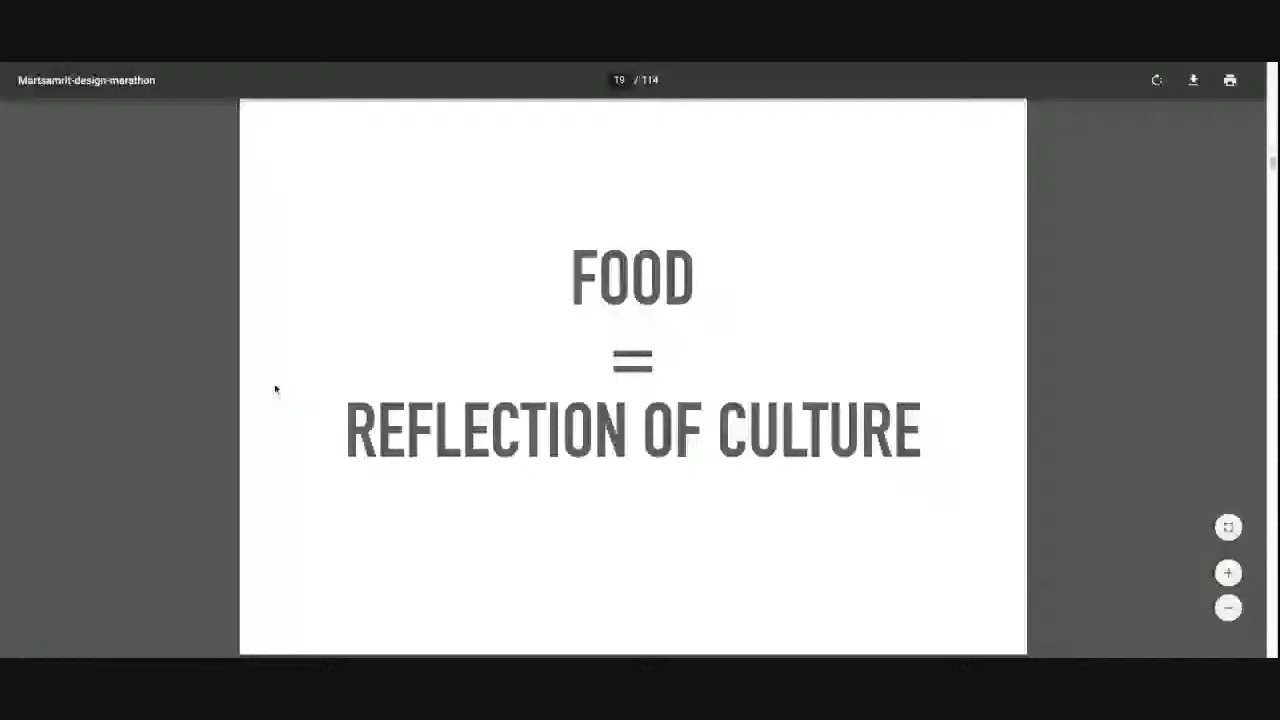 Martsamrit-design-marathon
19 / 114
FOOD
=
REFLECTION OF CULTURE